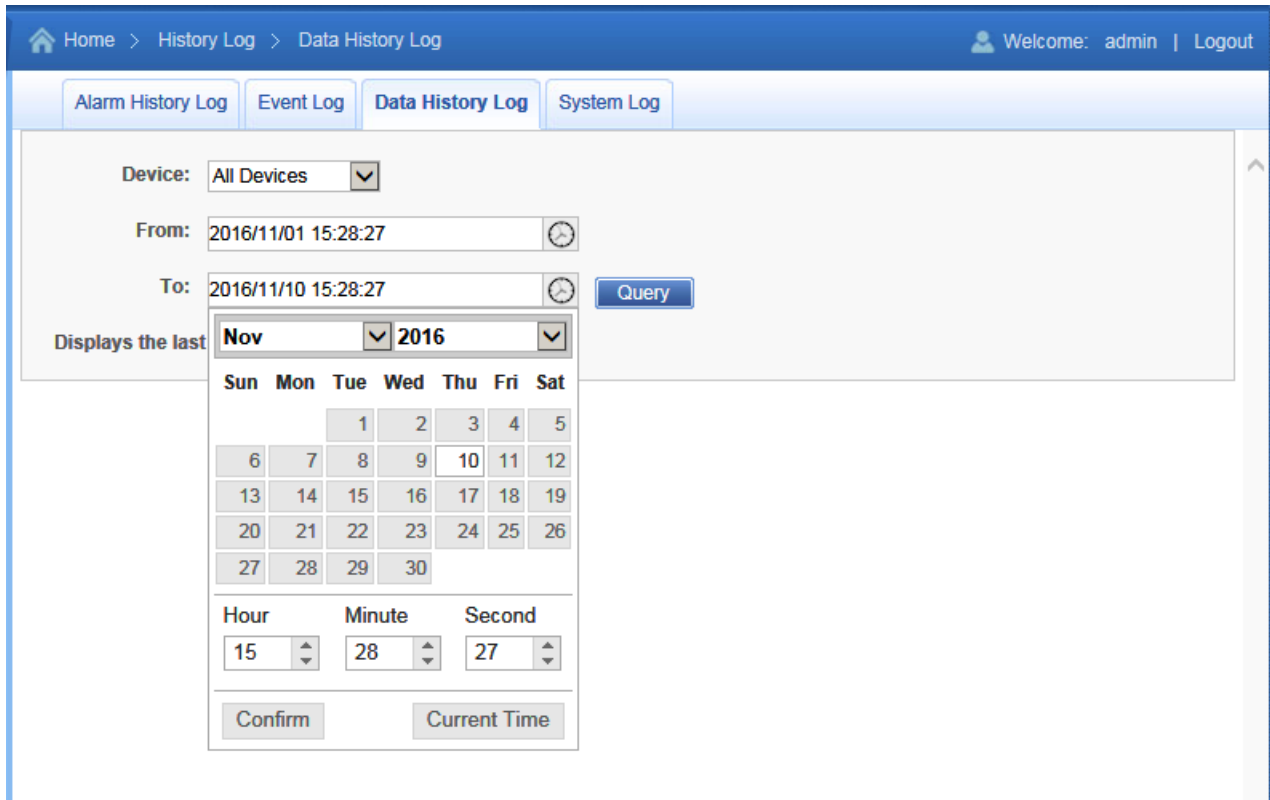 Home > History Log > Data History Log Welcome: admin | Logout
Alarm History Log Event Log Data History Log System Log
Device: All Devices
From: 2016/11/01 15:28:27
To: 2016/11/10 15:28:27 Query
Displays the last Nov 2016
Sun Mon Tue Wed Thu Fri Sat
1 2 3 4 5
6 7 8 9 10 11 12
13 14 15 16 17 18 19
20 21 22 23 24 25 26
27 28 29 30
Hour Minute Second
15 28 27
Confirm Current Time